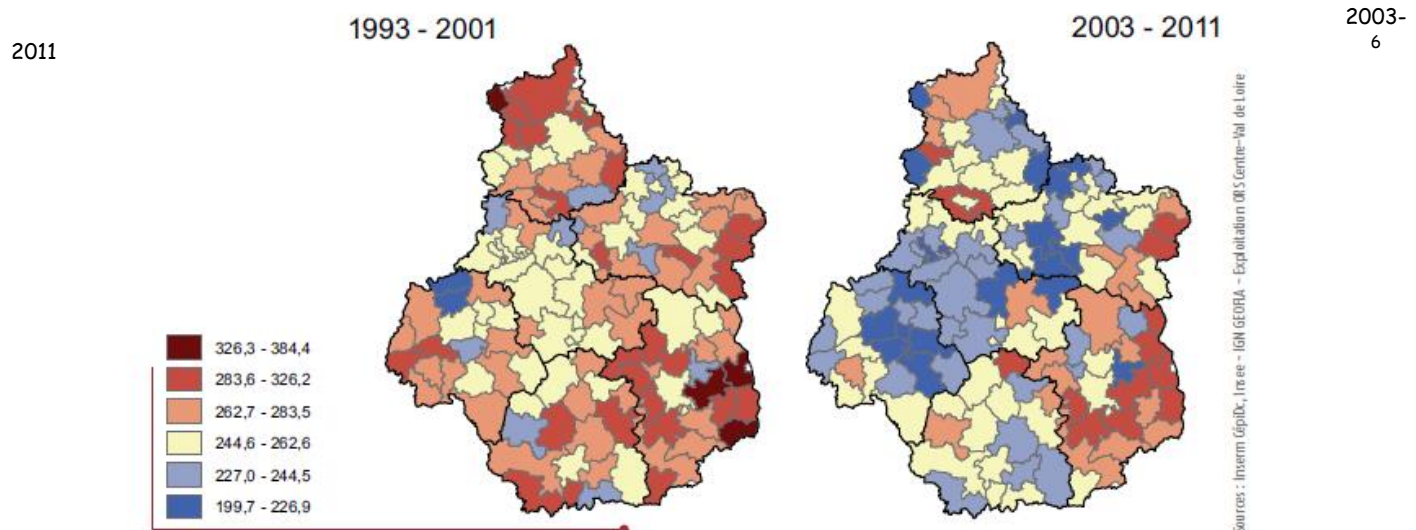 1993 - 2001
2003 - 2011
2003-
6
2011
326,3 - 384,4
283,6 - 326,2
262,7 - 283,5
244,6 - 262,6
227,0 - 244,5
199,7 - 226,9
Sources : Inserm CépiDc, Insee - IGN GEOFLA - Exploitation ORS Centre-Val de Loire